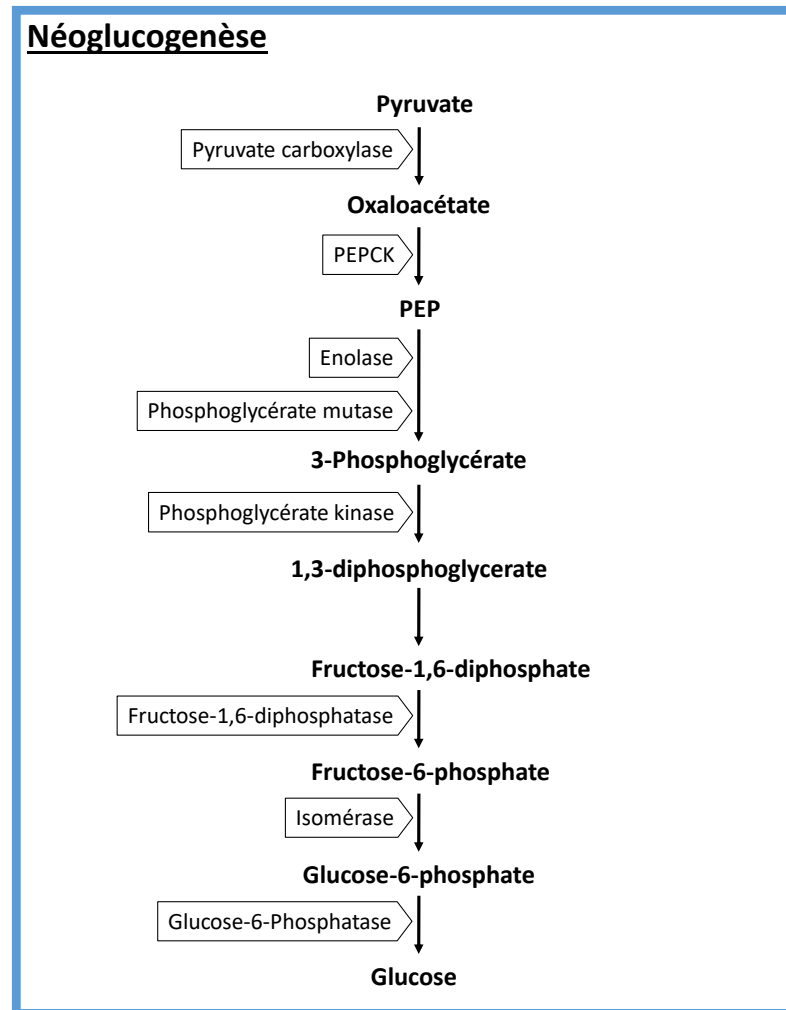 Néoglucogenèse
Pyruvate
Pyruvate carboxylase
Oxaloacétate
PEPCK
PEP
Enolase
Phosphoglycérate mutase
3-Phosphoglycérate
Phosphoglycérate kinase
1,3-diphosphoglycerate
Fructose-1,6-diphosphate
Fructose-1,6-diphosphatase
Fructose-6-phosphate
Isomérase
Glucose-6-phosphate
Glucose-6-Phosphatase
Glucose